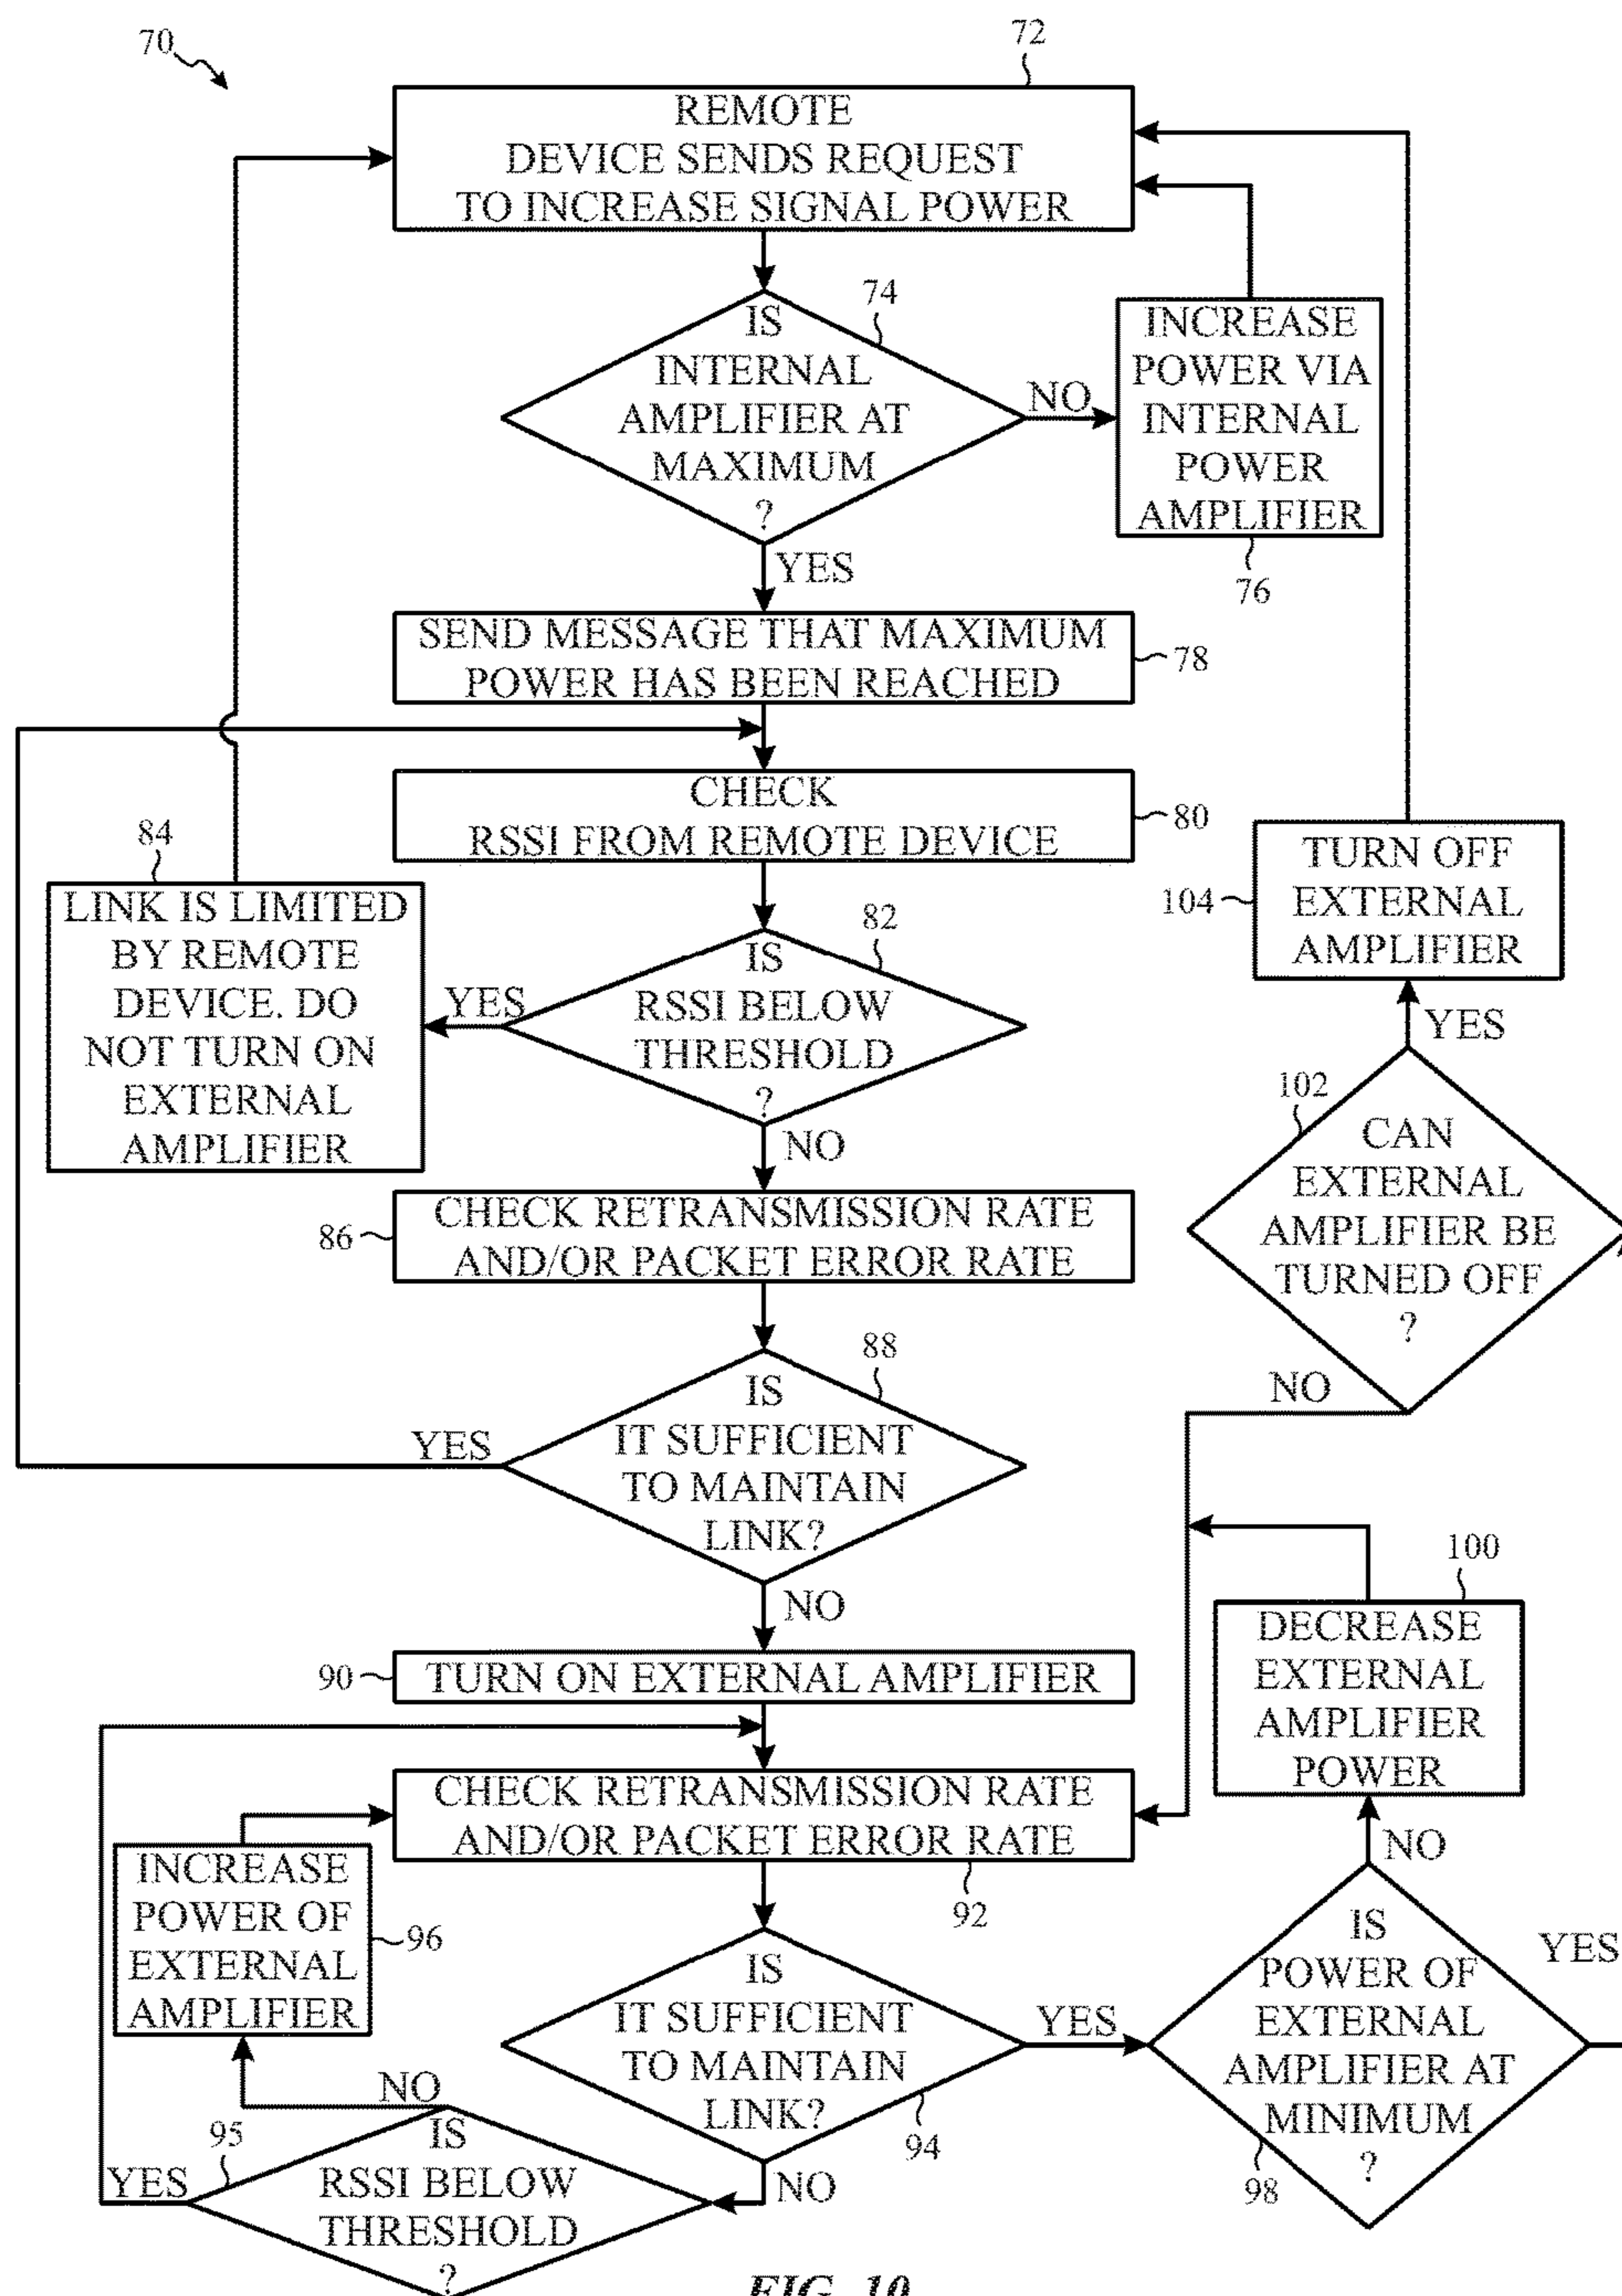 70
72
REMOTE
DEVICE SENDS REQUEST
TO INCREASE SIGNAL POWER
74
IS
INTERNAL
AMPLIFIER AT
MAXIMUM
?
NO
INCREASE
POWER VIA
INTERNAL
POWER
AMPLIFIER
76
YES
SEND MESSAGE THAT MAXIMUM
POWER HAS BEEN REACHED
78
CHECK
RSSI FROM REMOTE DEVICE
80
82
IS
RSSI BELOW
THRESHOLD
?
YES
84
LINK IS LIMITED
BY REMOTE
DEVICE. DO
NOT TURN ON
EXTERNAL
AMPLIFIER
NO
86
CHECK RETRANSMISSION RATE
AND/OR PACKET ERROR RATE
88
IS
IT SUFFICIENT
TO MAINTAIN
LINK?
YES
NO
90
TURN ON EXTERNAL AMPLIFIER
CHECK RETRANSMISSION RATE
AND/OR PACKET ERROR RATE
92
IS
IT SUFFICIENT
TO MAINTAIN
LINK?
94
NO
95
IS
RSSI BELOW
THRESHOLD
?
YES
NO
INCREASE
POWER OF
EXTERNAL
AMPLIFIER
96
YES
IS
POWER OF
EXTERNAL
AMPLIFIER AT
MINIMUM
?
98
YES
NO
100
DECREASE
EXTERNAL
AMPLIFIER
POWER
102
CAN
EXTERNAL
AMPLIFIER BE
TURNED OFF
?
NO
YES
104
TURN OFF
EXTERNAL
AMPLIFIER
FIG. 10